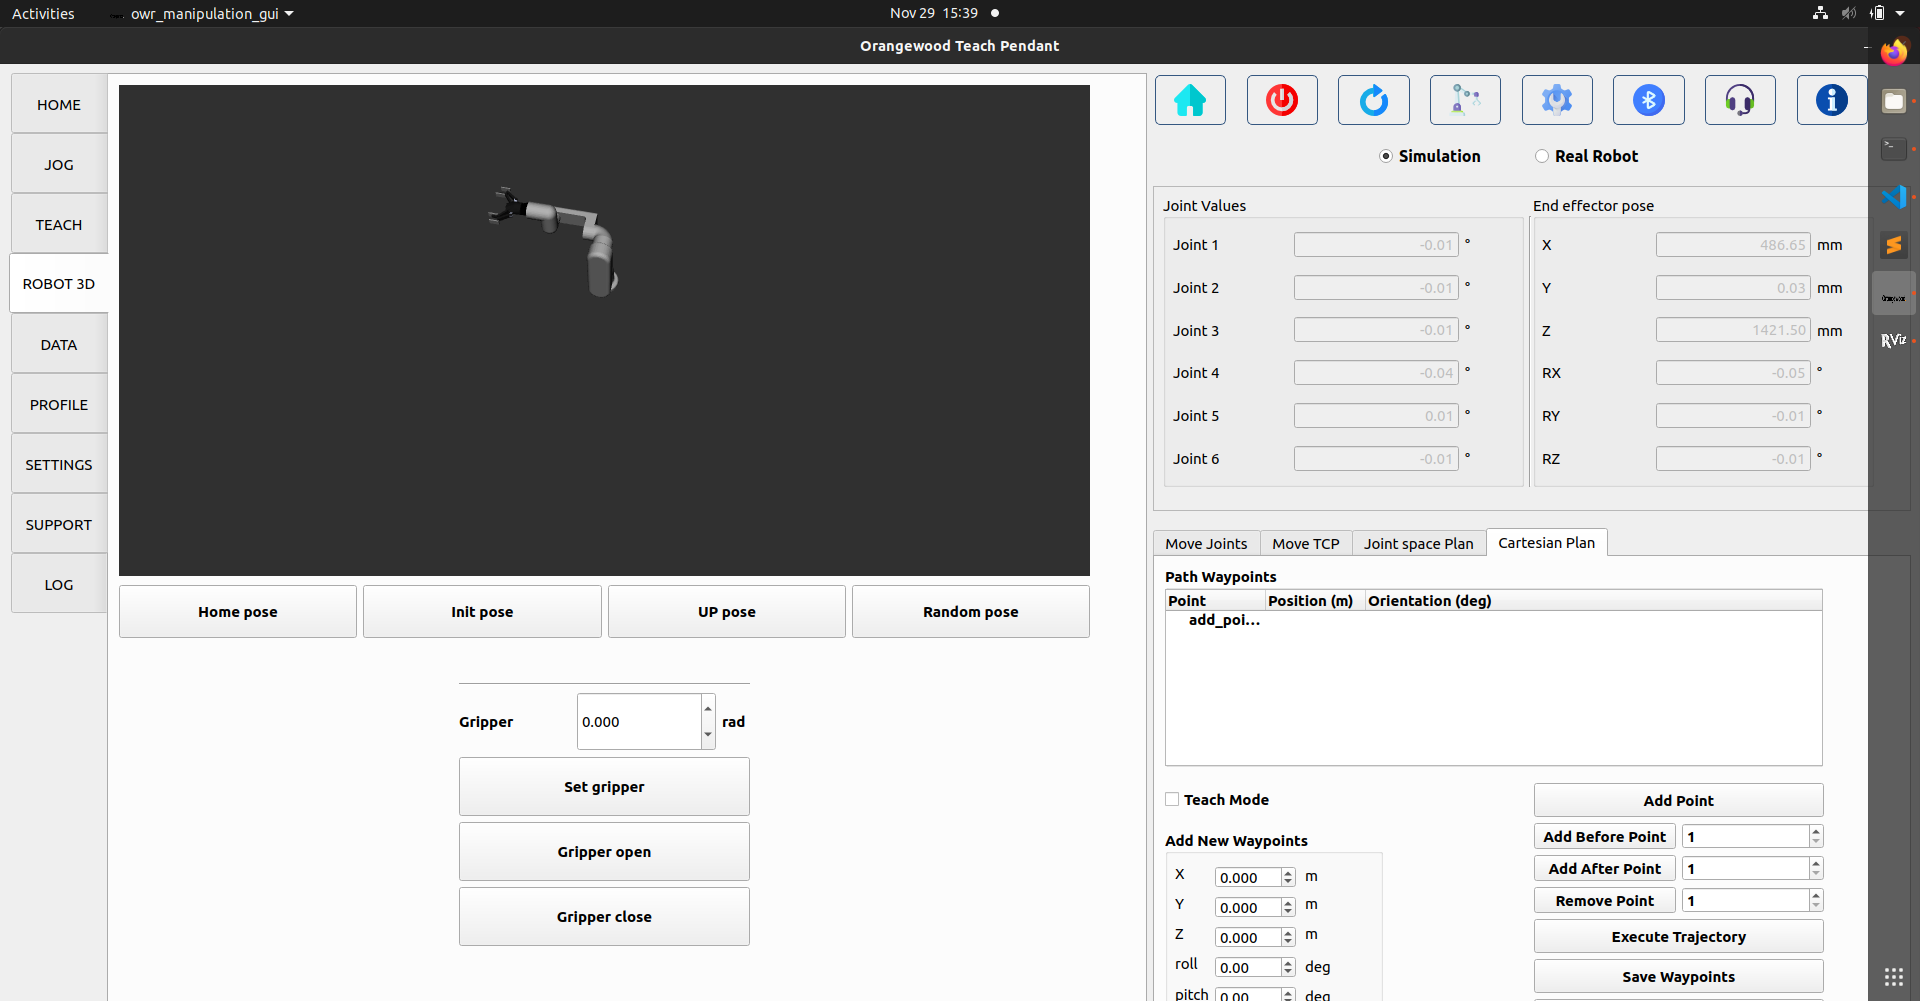 Activities owr_manipulation_gui Nov 29 15:39
Orangewood Teach Pendant
HOME
JOG
TEACH
ROBOT 3D
DATA
PROFILE
SETTINGS
SUPPORT
LOG
Home pose Init pose UP pose Random pose
Gripper 0.000 rad
Set gripper
Gripper open
Gripper close
Simulation Real Robot
Joint Values
Joint 1 -0.01 °
Joint 2 -0.01 °
Joint 3 -0.01 °
Joint 4 -0.04 °
Joint 5 0.01 °
Joint 6 -0.01 °
End effector pose
X 486.65 mm
Y 0.03 mm
Z 1421.50 mm
RX -0.05 °
RY -0.01 °
RZ -0.01 °
Move Joints Move TCP Joint space Plan Cartesian Plan
Path Waypoints
Point Position (m) Orientation (deg)
add_poi...
Teach Mode
Add New Waypoints
X 0.000 m
Y 0.000 m
Z 0.000 m
roll 0.00 deg
pitch 0.00 deg
Add Point
Add Before Point 1
Add After Point 1
Remove Point 1
Execute Trajectory
Save Waypoints
RViz